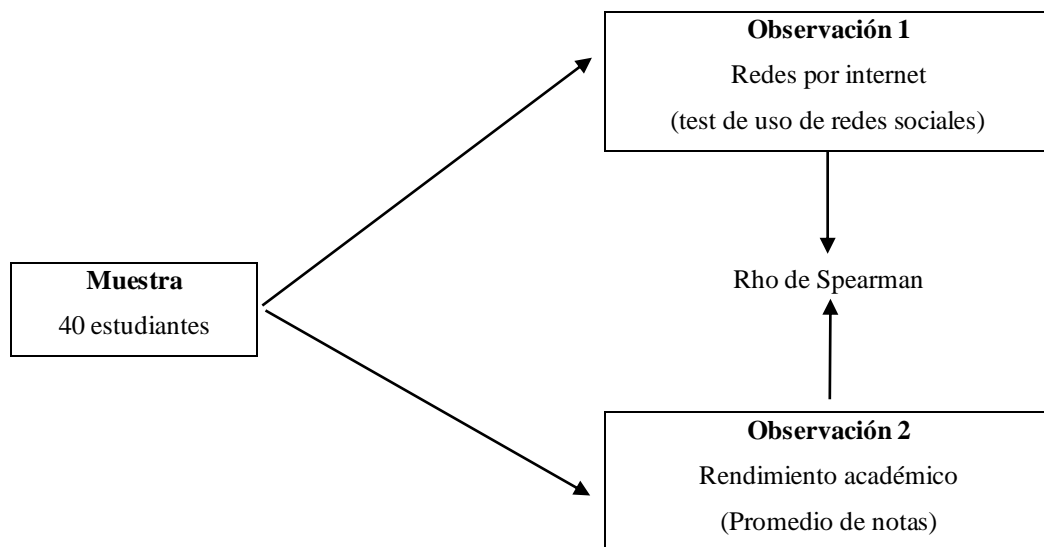 Observación 1
Redes por internet
(test de uso de redes sociales)
Muestra
40 estudiantes
Rho de Spearman
Observación 2
Rendimiento académico
(Promedio de notas)